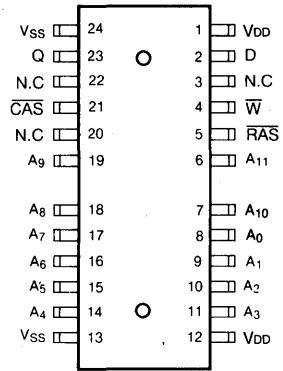 VSS 24 1 VDD
Q 23 2 D
N.C 22 3 N.C
C̅A̅S̅ 21 4 W̅
N.C 20 5 R̅A̅S̅
A9 19 6 A11
A8 18 7 A10
A7 17 8 A0
A6 16 9 A1
A5 15 10 A2
A4 14 11 A3
VSS 13 12 VDD